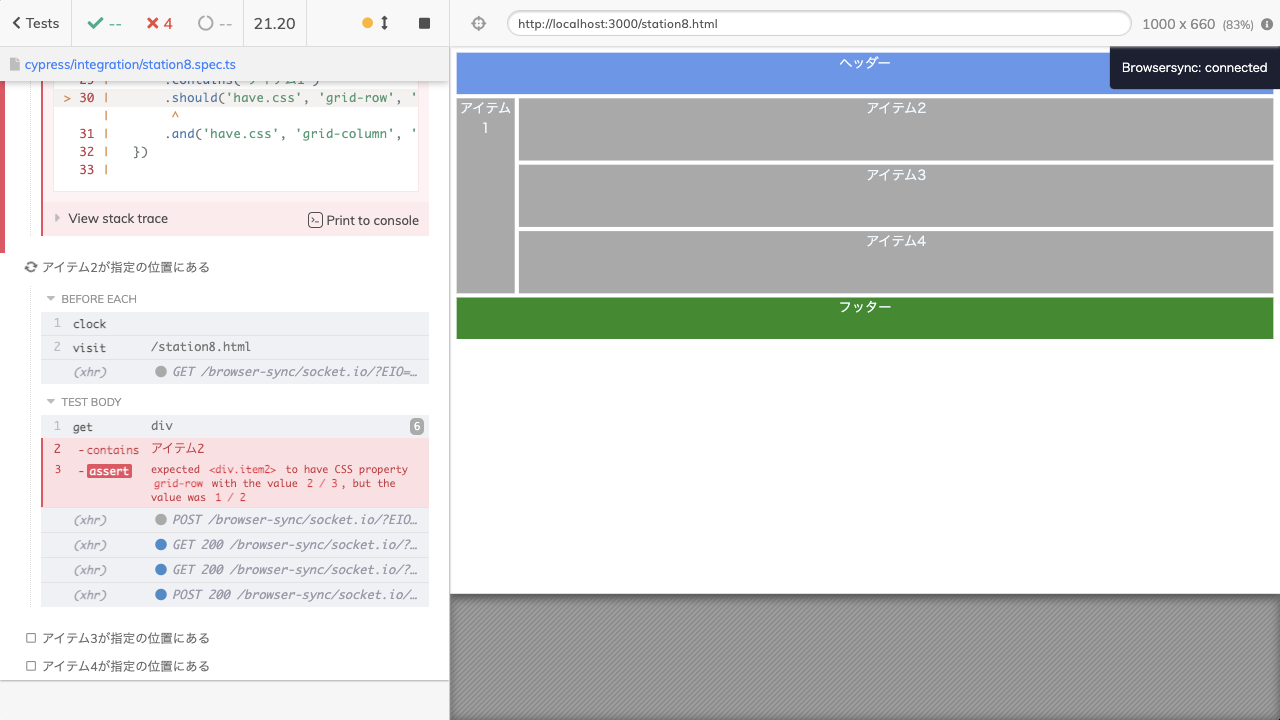 Tests
--
4
--
21.20
http://localhost:3000/station8.html
1000 x 660 (83%)
cypress/integration/station8.spec.ts
> 30 | .should('have.css', 'grid-row', '
| ^
31 | .and('have.css', 'grid-column', '
32 | })
33 |
View stack trace
Print to console
アイテム2が指定の位置にある
BEFORE EACH
1 clock
2 visit /station8.html
(xhr) GET /browser-sync/socket.io/?EIO=…
TEST BODY
1 get div 6
2 -contains アイテム2
3 -assert expected <div.item2> to have CSS property
grid-row with the value 2 / 3, but the
value was 1 / 2
(xhr) POST /browser-sync/socket.io/?EIO…
(xhr) GET 200 /browser-sync/socket.io/?…
(xhr) GET 200 /browser-sync/socket.io/?…
(xhr) POST 200 /browser-sync/socket.io/…
アイテム3が指定の位置にある
アイテム4が指定の位置にある
ヘッダー
Browsersync: connected
アイテム
1
アイテム2
アイテム3
アイテム4
フッター